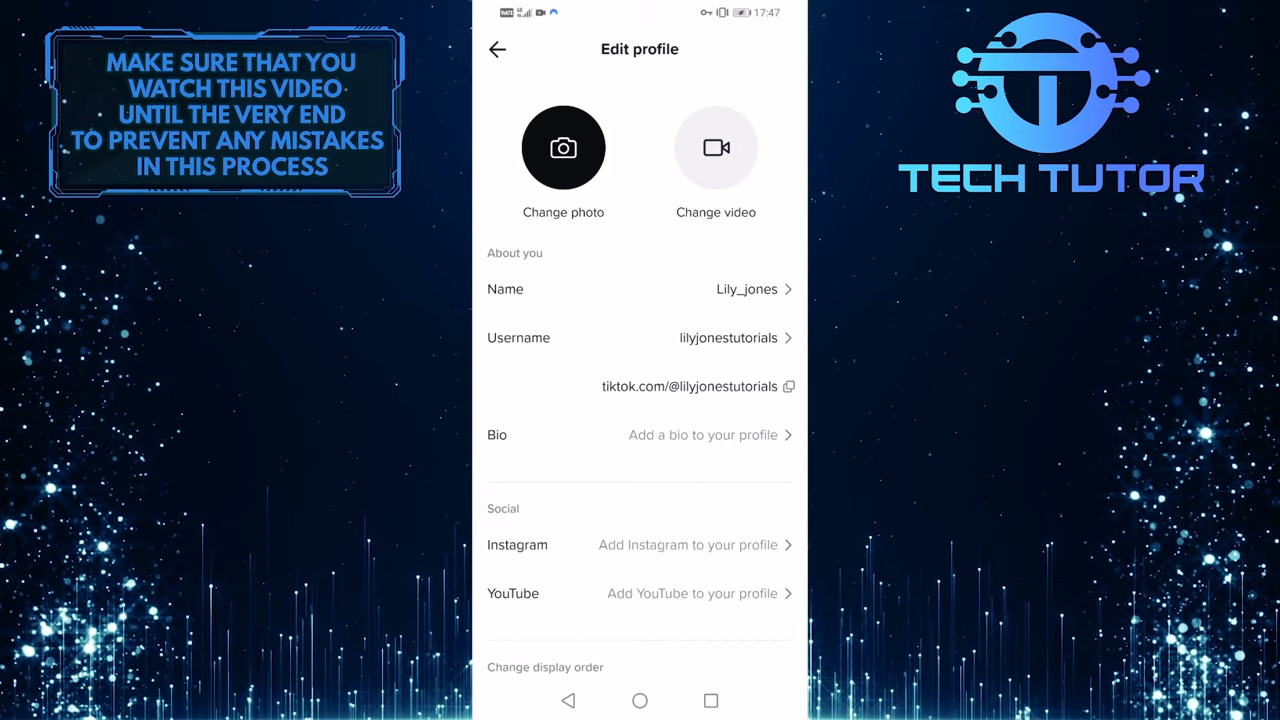 MAKE SURE THAT YOU
WATCH THIS VIDEO
UNTIL THE VERY END
TO PREVENT ANY MISTAKES
IN THIS PROCESS
17:47
Edit profile
Change photo
Change video
About you
Name Lily_jones
Username lilyjonestutorials
tiktok.com/@lilyjonestutorials
Bio Add a bio to your profile
Social
Instagram Add Instagram to your profile
YouTube Add YouTube to your profile
Change display order
TECH TUTOR